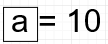 a = 10